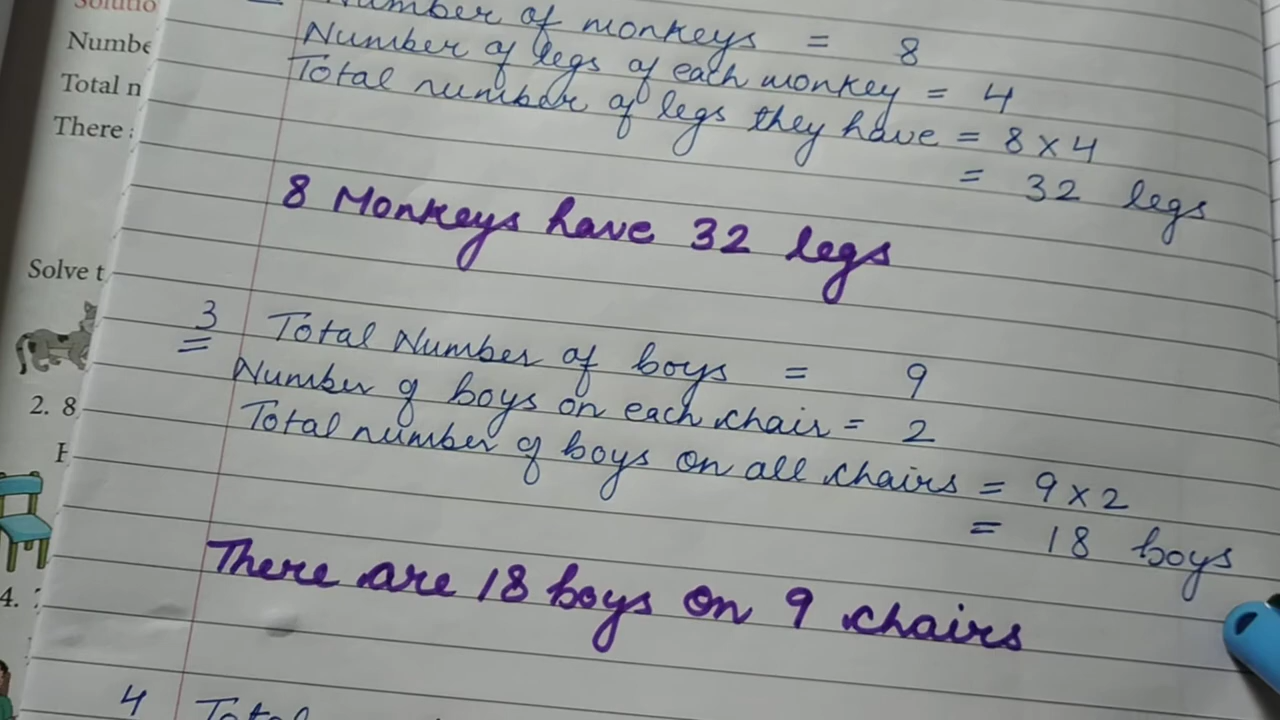 Solutio
Numbe
Total n
There
Solve t
2. 8
4.
Number of monkeys = 8
Number of legs of each monkey = 4
Total number of legs they have = 8 x 4
= 32 legs
8 Monkeys have 32 legs
3 Total Number of boys = 9
Number of boys on each chair = 2
Total number of boys on all chairs = 9 x 2
= 18 boys
There are 18 boys on 9 chairs
4 Total